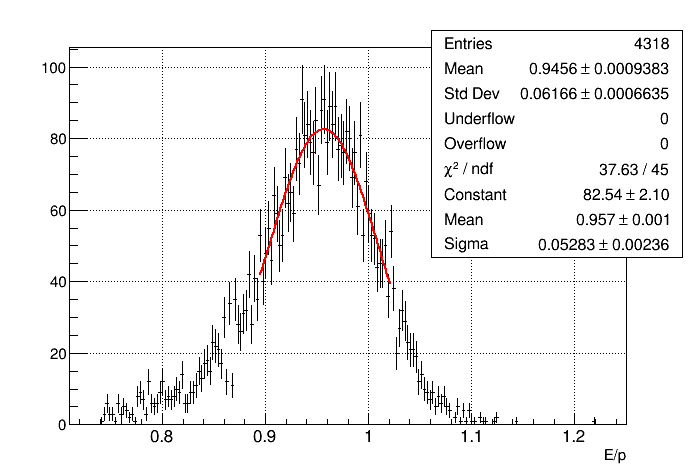 Entries 4318
Mean 0.9456 ± 0.0009383
Std Dev 0.06166 ± 0.0006635
Underflow 0
Overflow 0
χ² / ndf 37.63 / 45
Constant 82.54 ± 2.10
Mean 0.957 ± 0.001
Sigma 0.05283 ± 0.00236
100
80
60
40
20
0
0.8 0.9 1 1.1 1.2
E/p